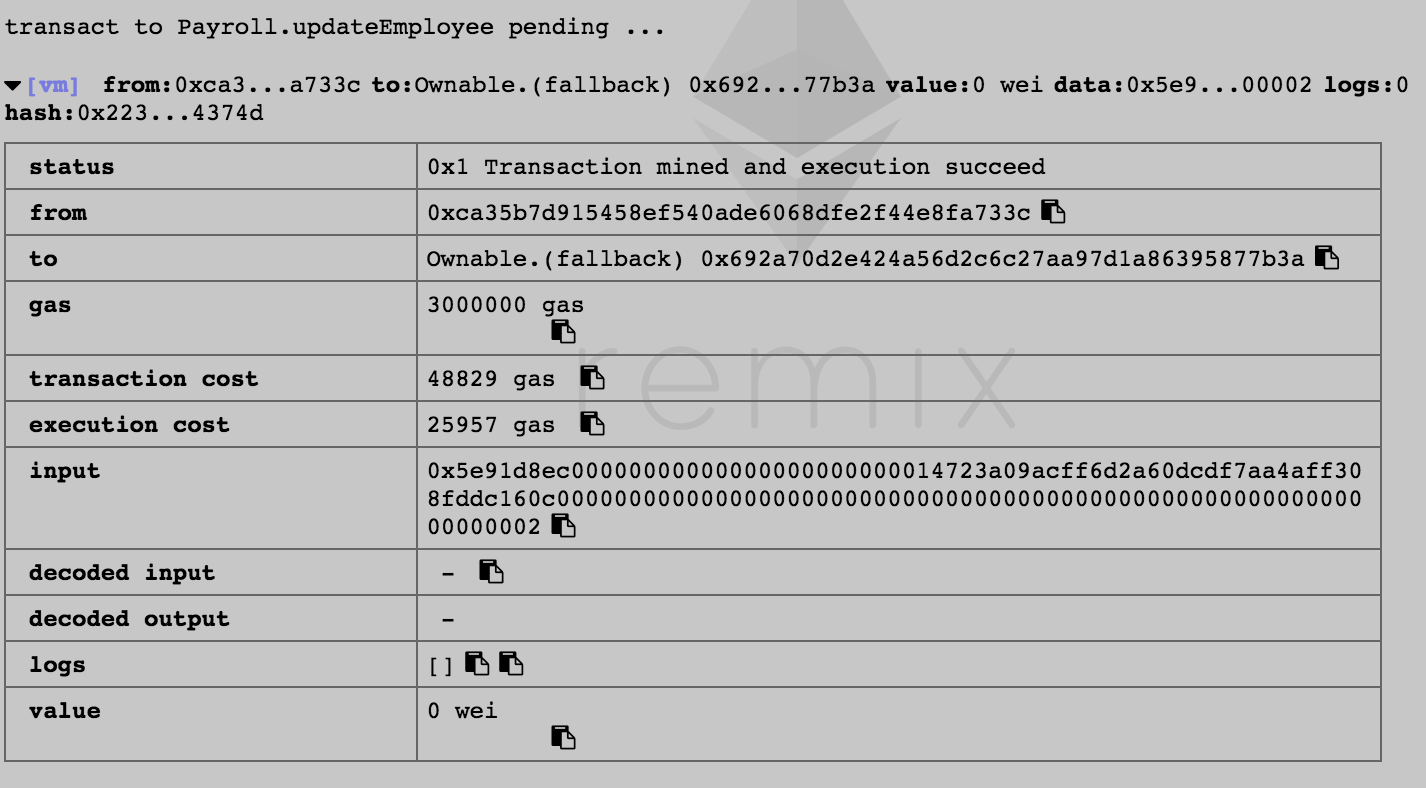 transact to Payroll.updateEmployee pending ...
[vm] from:0xca3...a733c to:Ownable.(fallback) 0x692...77b3a value:0 wei data:0x5e9...00002 logs:0
hash:0x223...4374d
status 0x1 Transaction mined and execution succeed
from 0xca35b7d915458ef540ade6068dfe2f44e8fa733c
to Ownable.(fallback) 0x692a70d2e424a56d2c6c27aa97d1a86395877b3a
gas 3000000 gas
transaction cost 48829 gas
execution cost 25957 gas
input 0x5e91d8ec00000000000000000000000014723a09acff6d2a60dcdf7aa4aff30
8fddc160c00000000000000000000000000000000000000000000000000000000
00000002
decoded input -
decoded output -
logs []
value 0 wei
remix